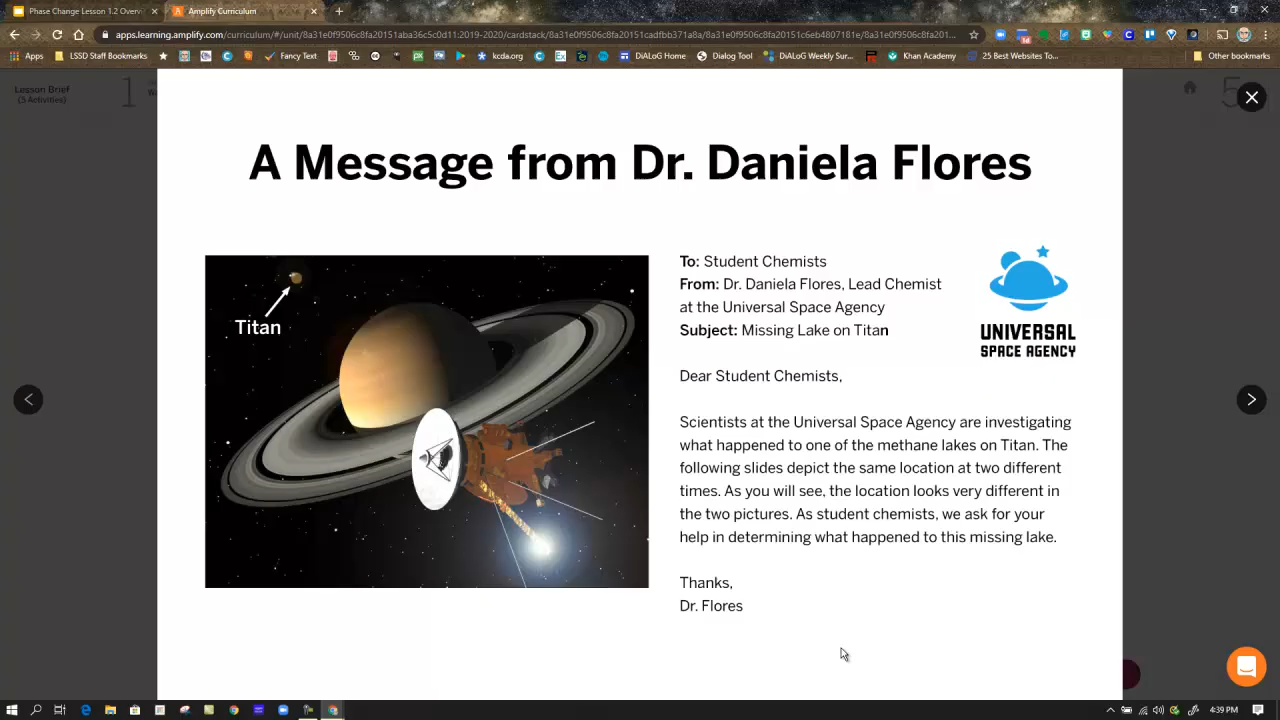 Phase Change Lesson 1.2 Overv
Amplify Curriculum
apps.learning.amplify.com/curriculum/#/unit/8a31e0f9506c8fa20151aba36c5c0d11:2019-2020/cardstack/8a31e0f9506c8fa20151cadfbb371a8a/8a31e0f9506c8fa20151c6eb4807181e/8a31e0f9506c8fa201...
Apps
LSSD Staff Bookmarks
Fancy Text
kcda.org
DiALoG Home
Dialog Tool
DiALoG Weekly Sur...
Khan Academy
25 Best Websites To...
Other bookmarks
Lesson Brief
(5 Activities)
1
5
A Message from Dr. Daniela Flores
Titan
To: Student Chemists
From: Dr. Daniela Flores, Lead Chemist
at the Universal Space Agency
Subject: Missing Lake on Titan
UNIVERSAL
SPACE AGENCY
Dear Student Chemists,
Scientists at the Universal Space Agency are investigating
what happened to one of the methane lakes on Titan. The
following slides depict the same location at two different
times. As you will see, the location looks very different in
the two pictures. As student chemists, we ask for your
help in determining what happened to this missing lake.
Thanks,
Dr. Flores
4:39 PM